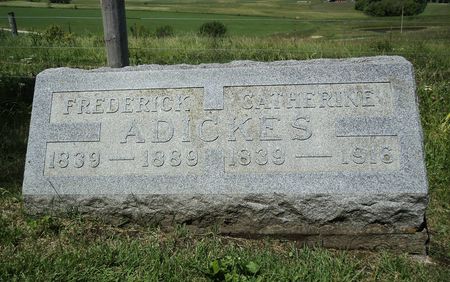 FREDERICK CATHERINE
ADICKES
1839 — 1889 1839 — 1916